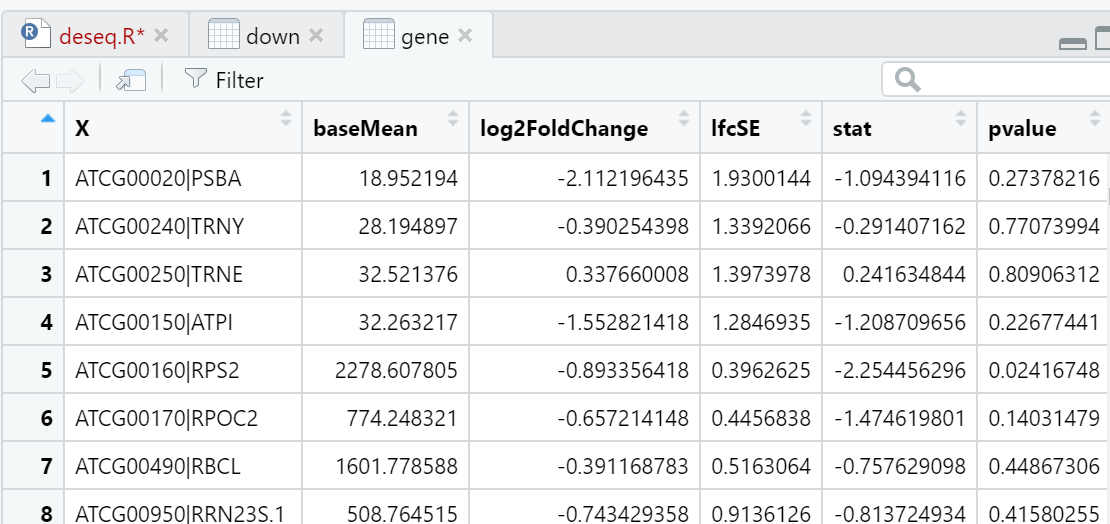 R deseq.R* down gene
Filter
X baseMean log2FoldChange lfcSE stat pvalue
1 ATCG00020|PSBA 18.952194 -2.112196435 1.9300144 -1.094394116 0.27378216
2 ATCG00240|TRNY 28.194897 -0.390254398 1.3392066 -0.291407162 0.77073994
3 ATCG00250|TRNE 32.521376 0.337660008 1.3973978 0.241634844 0.80906312
4 ATCG00150|ATPI 32.263217 -1.552821418 1.2846935 -1.208709656 0.22677441
5 ATCG00160|RPS2 2278.607805 -0.893356418 0.3962625 -2.254456296 0.02416748
6 ATCG00170|RPOC2 774.248321 -0.657214148 0.4456838 -1.474619801 0.14031479
7 ATCG00490|RBCL 1601.778588 -0.391168783 0.5163064 -0.757629098 0.44867306
8 ATCG00950|RRN23S.1 508.764515 -0.743429358 0.9136126 -0.813724934 0.41580255